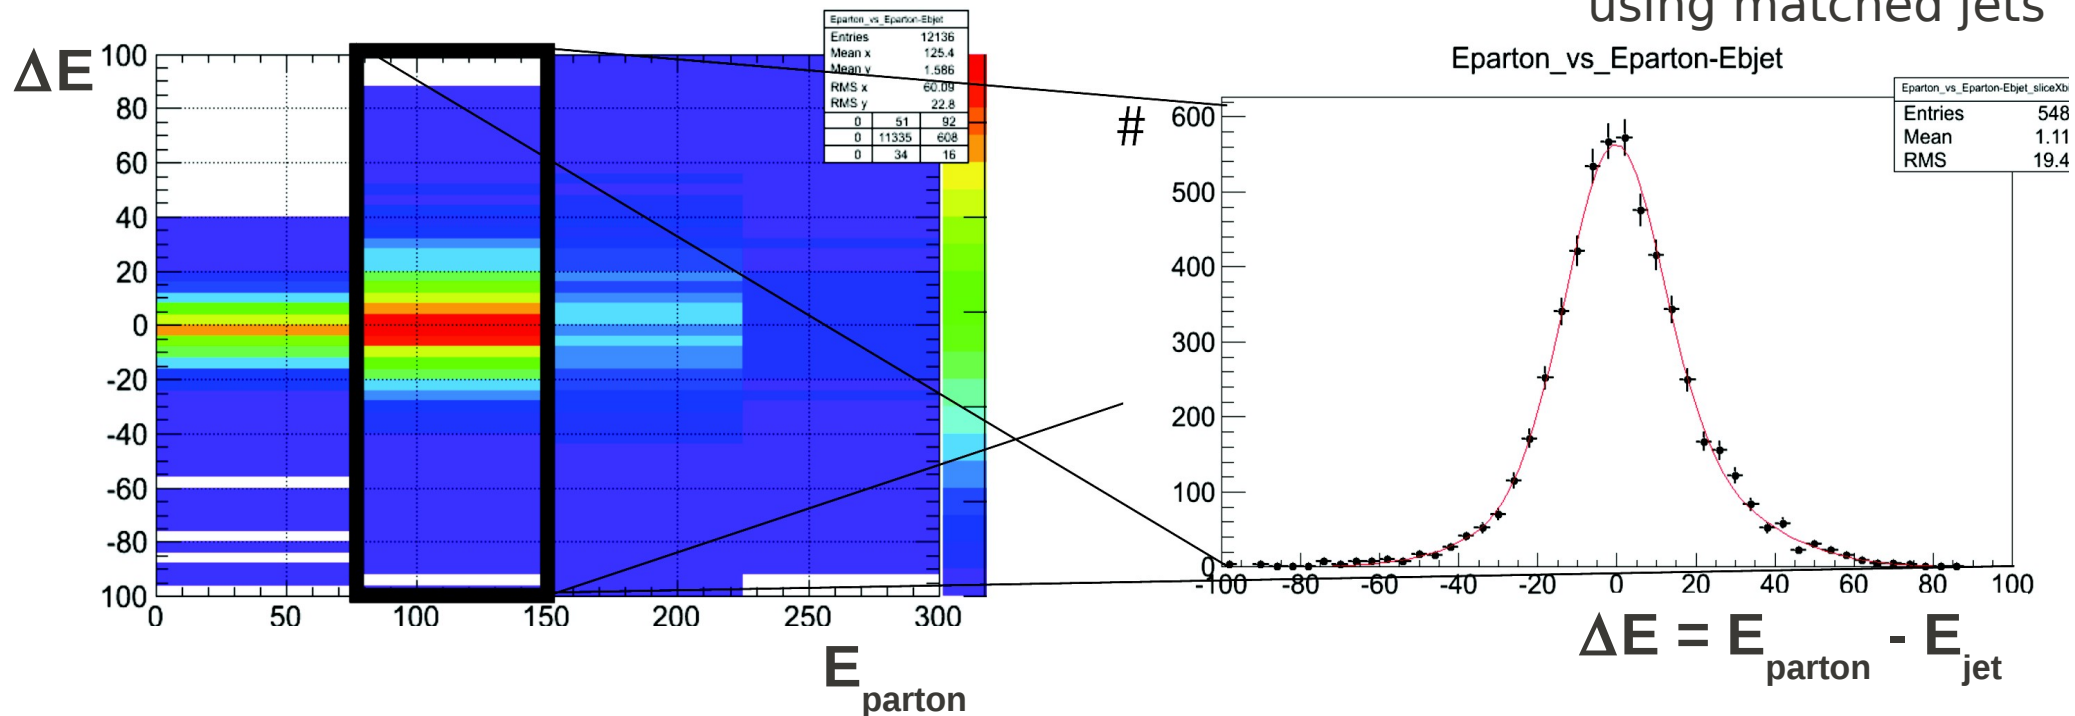 using matched jets
ΔE
100
80
60
40
20
0
-20
-40
-60
-80
100
0 50 100 150 200 250 300
E parton
Eparton_vs_Eparton-Ebjet
Entries 12136
Mean x 125.4
Mean y 1.586
RMS x 60.09
RMS y 22.8
0 51 92
0 11335 608
0 34 16
Eparton_vs_Eparton-Ebjet
#
600
500
400
300
200
100
0
-100 -80 -60 -40 -20 0 20 40 60 80 100
Entries 548
Mean 1.11
RMS 19.4
ΔE = E parton - E jet